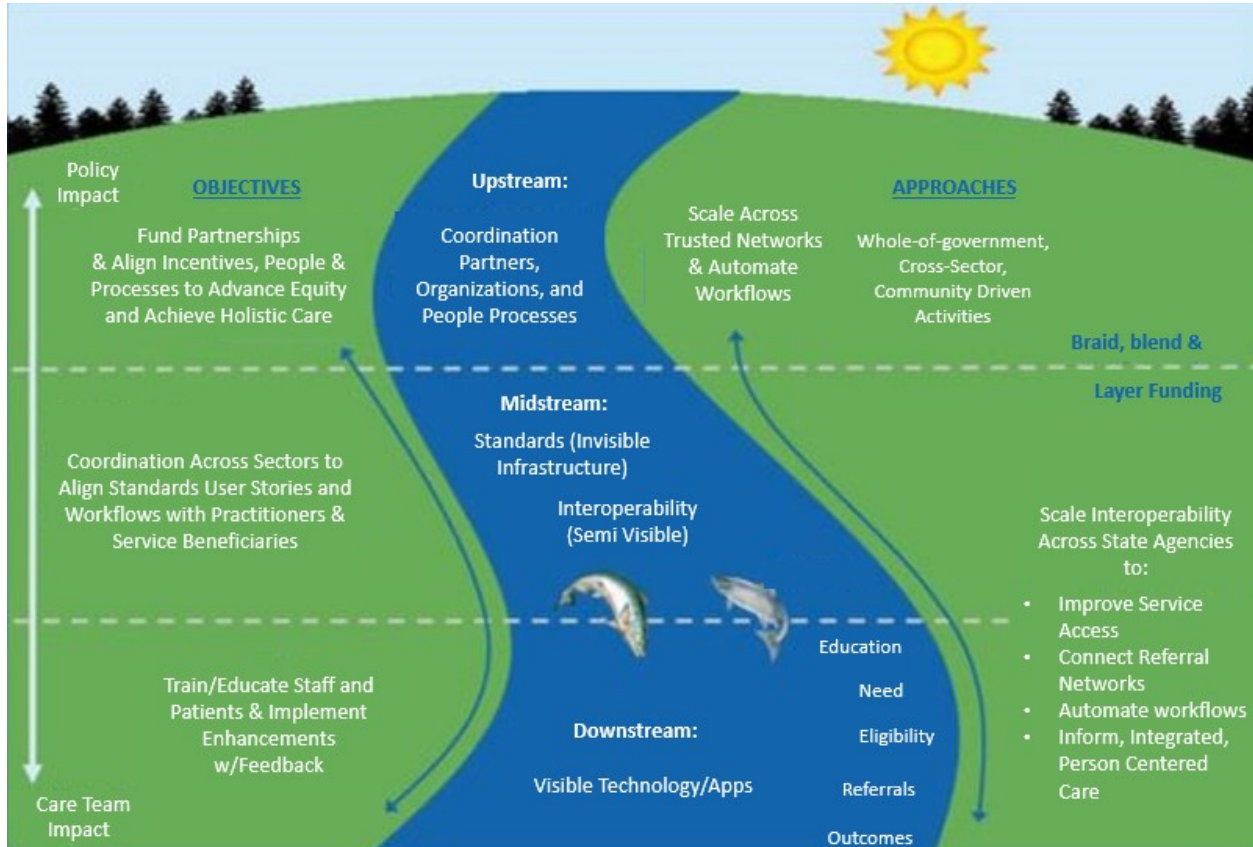 Policy
Impact
OBJECTIVES
Fund Partnerships
& Align Incentives, People &
Processes to Advance Equity
and Achieve Holistic Care
Upstream:
Coordination
Partners,
Organizations, and
People Processes
APPROACHES
Scale Across
Trusted Networks
& Automate
Workflows
Whole-of-government,
Cross-Sector,
Community Driven
Activities
Braid, blend &
Layer Funding
Coordination Across Sectors to
Align Standards User Stories and
Workflows with Practitioners &
Service Beneficiaries
Midstream:
Standards (Invisible
Infrastructure)
Interoperability
(Semi Visible)
Scale Interoperability
Across State Agencies
to:
• Improve Service
Access
• Connect Referral
Networks
• Automate workflows
• Inform, Integrated,
Person Centered
Care
Train/Educate Staff and
Patients & Implement
Enhancements
w/Feedback
Downstream:
Visible Technology/Apps
Education
Need
Eligibility
Referrals
Outcomes
Care Team
Impact